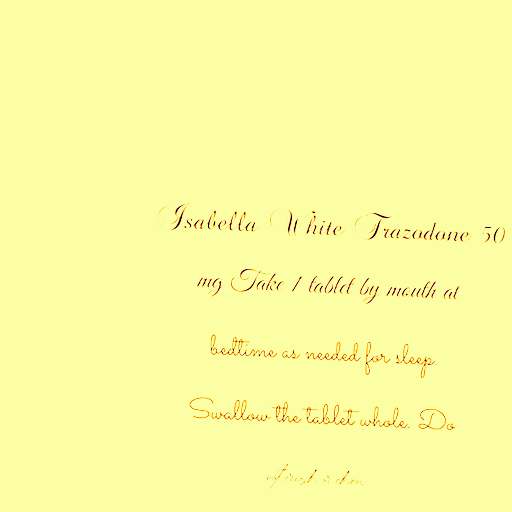 Isabella White Trazodone 50
mg Take 1 tablet by mouth at
bedtime as needed for sleep.
Swallow the tablet whole. Do